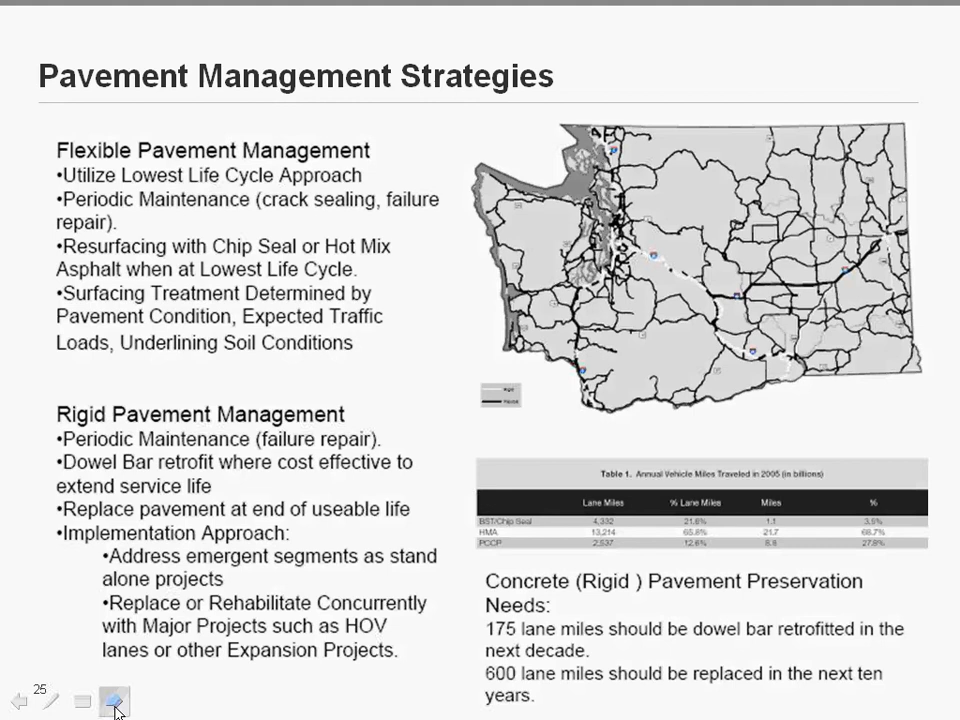 Pavement Management Strategies
Flexible Pavement Management
•Utilize Lowest Life Cycle Approach
•Periodic Maintenance (crack sealing, failure
repair).
•Resurfacing with Chip Seal or Hot Mix
Asphalt when at Lowest Life Cycle.
•Surfacing Treatment Determined by
Pavement Condition, Expected Traffic
Loads, Underlining Soil Conditions
Rigid Pavement Management
•Periodic Maintenance (failure repair).
•Dowel Bar retrofit where cost effective to
extend service life
•Replace pavement at end of useable life
•Implementation Approach:
•Address emergent segments as stand
alone projects
•Replace or Rehabilitate Concurrently
with Major Projects such as HOV
lanes or other Expansion Projects.
Table 1. Annual Vehicle Miles Traveled in 2005 (in billions)
Lane Miles % Lane Miles Miles %
BST/Chip Seal 4,332 21.6% 1.1 3.5%
HMA 13,214 65.8% 21.7 68.7%
PCCP 2,537 12.6% 8.8 27.8%
Concrete (Rigid ) Pavement Preservation
Needs:
175 lane miles should be dowel bar retrofitted in the
next decade.
600 lane miles should be replaced in the next ten
years.
25